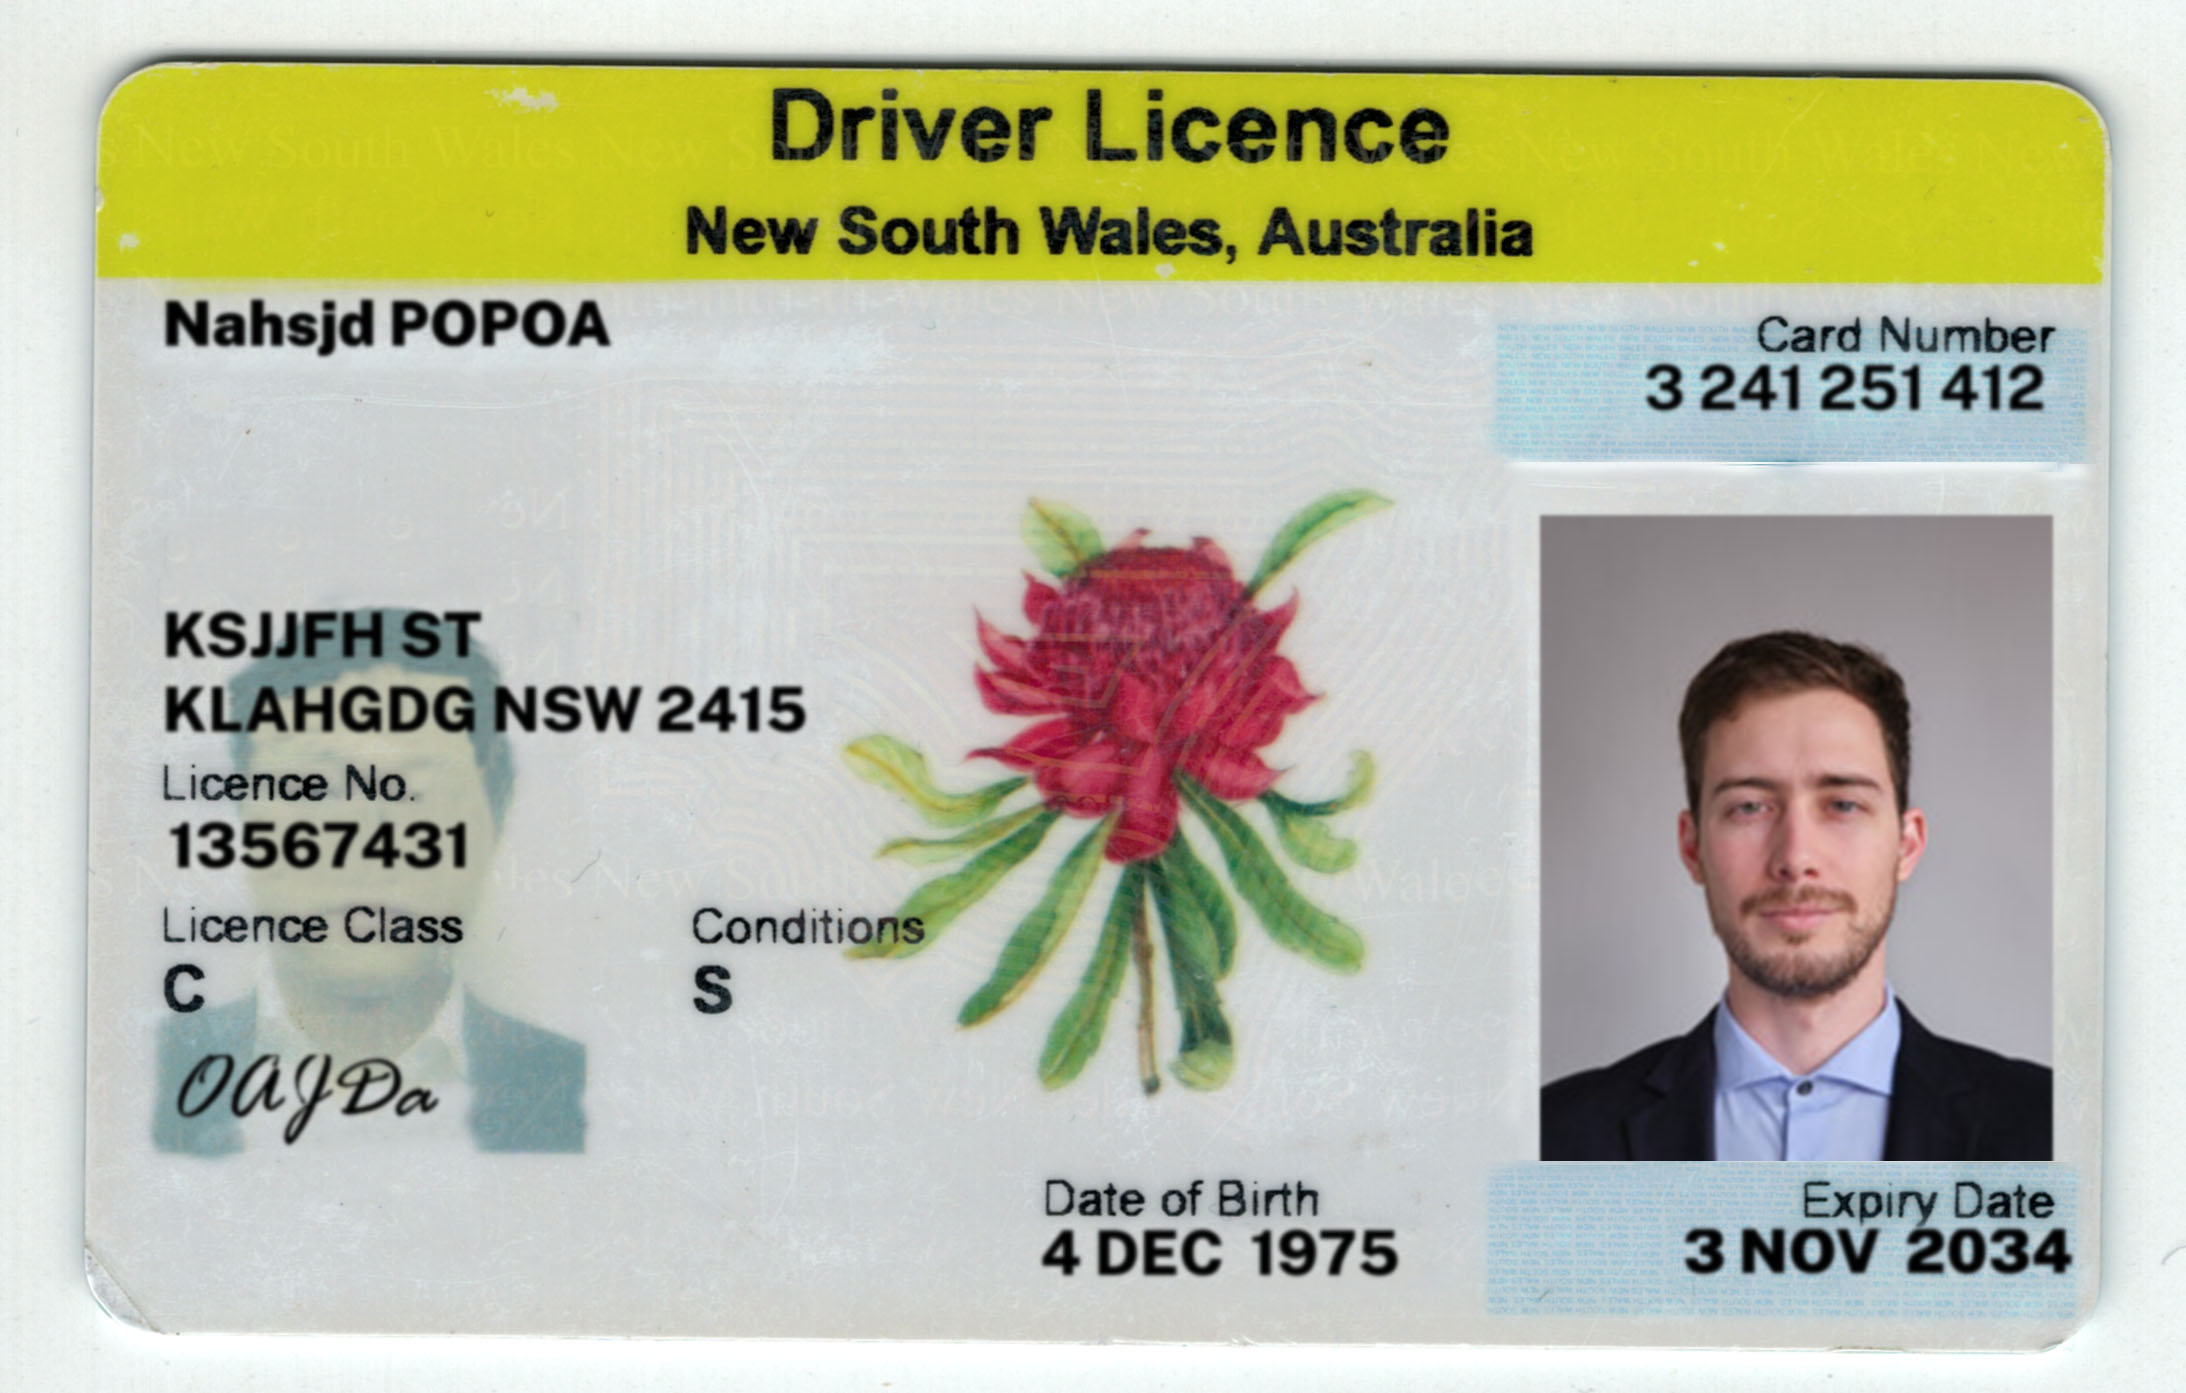 Driver Licence
New South Wales, Australia
Nahsjd POPOA
Card Number
3 241 251 412
KSJJFH ST
KLAHGDG NSW 2415
Licence No.
13567431
Licence Class
Conditions
C
S
OAJDa
Date of Birth
4 DEC 1975
Expiry Date
3 NOV 2034